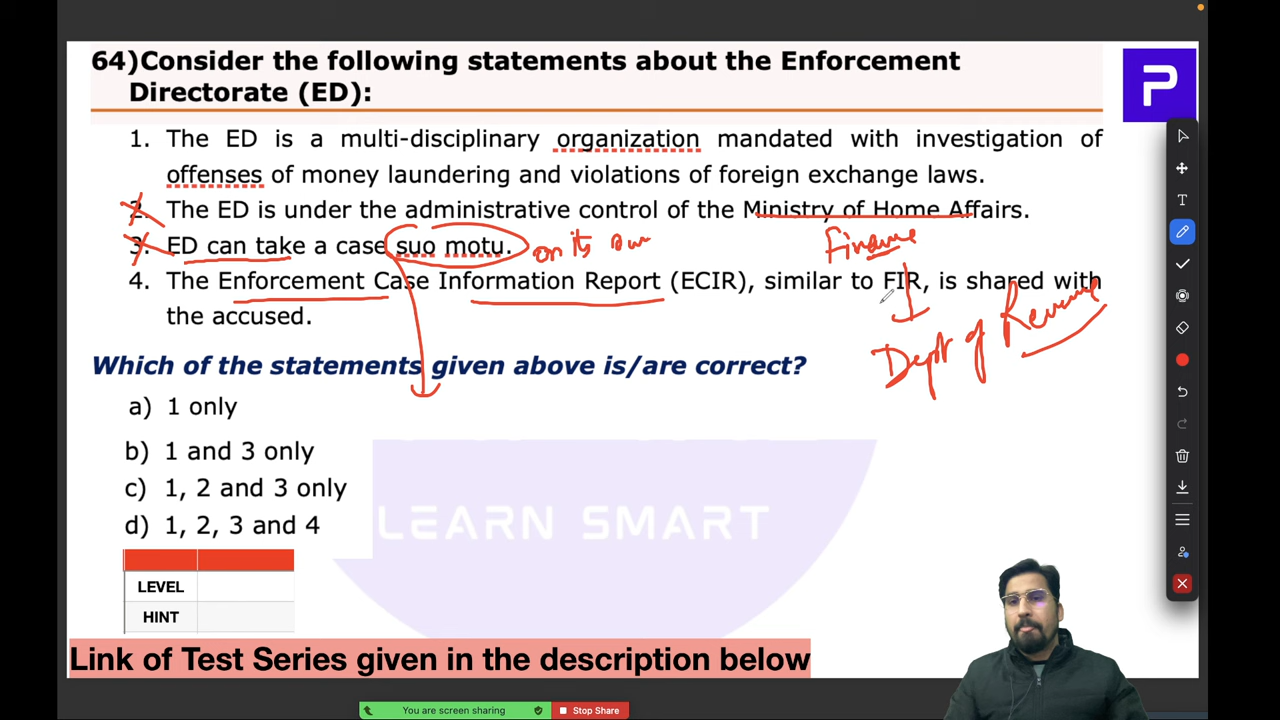 64)Consider the following statements about the Enforcement
Directorate (ED):
P
1. The ED is a multi-disciplinary organization mandated with investigation of
offenses of money laundering and violations of foreign exchange laws.
2. The ED is under the administrative control of the Ministry of Home Affairs.
3. ED can take a case suo motu. on its own
Finance
4. The Enforcement Case Information Report (ECIR), similar to FIR, is shared with
the accused.
Dept of Revenue
Which of the statements given above is/are correct?
a) 1 only
b) 1 and 3 only
c) 1, 2 and 3 only
d) 1, 2, 3 and 4
LEARN SMART
LEVEL
HINT
Link of Test Series given in the description below
You are screen sharing
Stop Share